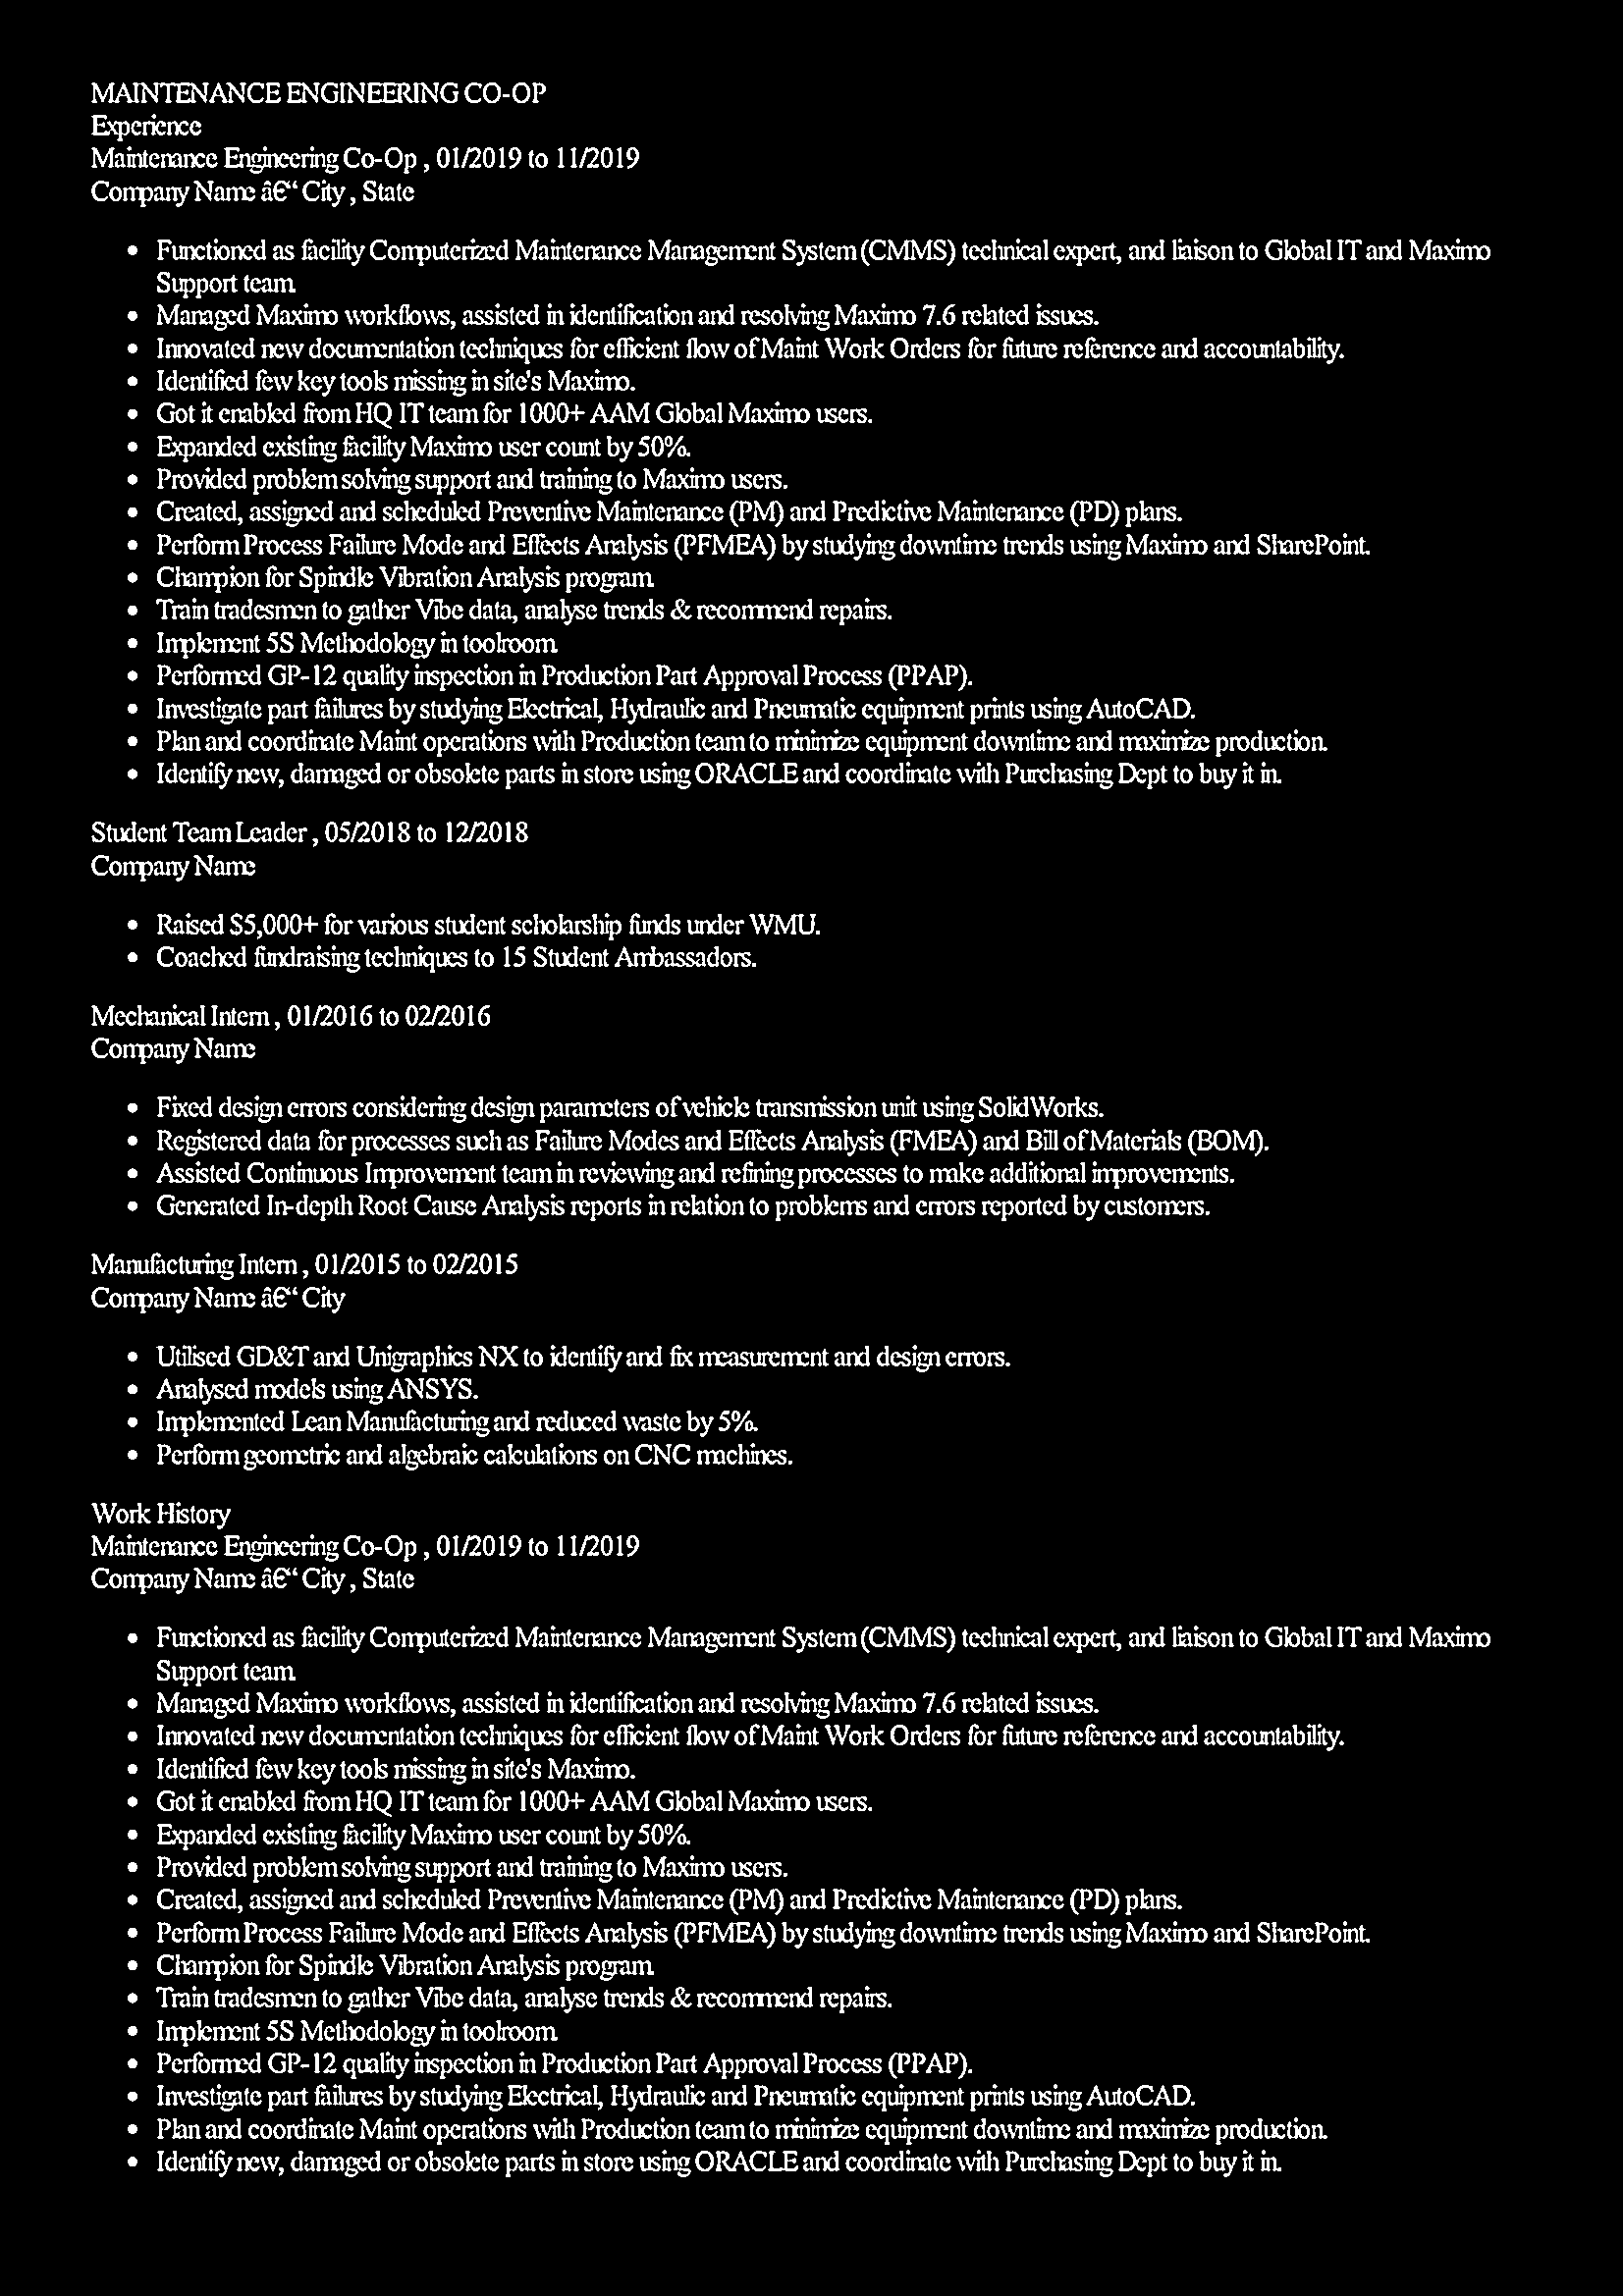 MAINTENANCE ENGINEERING CO-OP
Experience
Maintenance Engineering Co-Op , 01/2019 to 11/2019
Company Name â€“ City , State
• Functioned as facility Computerized Maintenance Management System (CMMS) technical expert, and liaison to Global IT and Maximo
Support team.
• Managed Maximo workflows, assisted in identification and resolving Maximo 7.6 related issues.
• Innovated new documentation techniques for efficient flow of Maint Work Orders for future reference and accountability.
• Identified few key tools missing in site's Maximo.
• Got it enabled from HQ IT team for 1000+ AAM Global Maximo users.
• Expanded existing facility Maximo user count by 50%.
• Provided problem solving support and training to Maximo users.
• Created, assigned and scheduled Preventive Maintenance (PM) and Predictive Maintenance (PD) plans.
• Perform Process Failure Mode and Effects Analysis (PFMEA) by studying downtime trends using Maximo and SharePoint.
• Champion for Spindle Vibration Analysis program.
• Train tradesmen to gather Vibe data, analyse trends & recommend repairs.
• Implement 5S Methodology in toolroom.
• Performed GP-12 quality inspection in Production Part Approval Process (PPAP).
• Investigate part failures by studying Electrical, Hydraulic and Pneumatic equipment prints using AutoCAD.
• Plan and coordinate Maint operations with Production team to minimize equipment downtime and maximize production.
• Identify new, damaged or obsolete parts in store using ORACLE and coordinate with Purchasing Dept to buy it in.
Student Team Leader , 05/2018 to 12/2018
Company Name
• Raised $5,000+ for various student scholarship funds under WMU.
• Coached fundraising techniques to 15 Student Ambassadors.
Mechanical Intern , 01/2016 to 02/2016
Company Name
• Fixed design errors considering design parameters of vehicle transmission unit using SolidWorks.
• Registered data for processes such as Failure Modes and Effects Analysis (FMEA) and Bill of Materials (BOM).
• Assisted Continuous Improvement team in reviewing and refining processes to make additional improvements.
• Generated In-depth Root Cause Analysis reports in relation to problems and errors reported by customers.
Manufacturing Intern , 01/2015 to 02/2015
Company Name â€“ City
• Utilised GD&T and Unigraphics NX to identify and fix measurement and design errors.
• Analysed models using ANSYS.
• Implemented Lean Manufacturing and reduced waste by 5%.
• Perform geometric and algebraic calculations on CNC machines.
Work History
Maintenance Engineering Co-Op , 01/2019 to 11/2019
Company Name â€“ City , State
• Functioned as facility Computerized Maintenance Management System (CMMS) technical expert, and liaison to Global IT and Maximo
Support team.
• Managed Maximo workflows, assisted in identification and resolving Maximo 7.6 related issues.
• Innovated new documentation techniques for efficient flow of Maint Work Orders for future reference and accountability.
• Identified few key tools missing in site's Maximo.
• Got it enabled from HQ IT team for 1000+ AAM Global Maximo users.
• Expanded existing facility Maximo user count by 50%.
• Provided problem solving support and training to Maximo users.
• Created, assigned and scheduled Preventive Maintenance (PM) and Predictive Maintenance (PD) plans.
• Perform Process Failure Mode and Effects Analysis (PFMEA) by studying downtime trends using Maximo and SharePoint.
• Champion for Spindle Vibration Analysis program.
• Train tradesmen to gather Vibe data, analyse trends & recommend repairs.
• Implement 5S Methodology in toolroom.
• Performed GP-12 quality inspection in Production Part Approval Process (PPAP).
• Investigate part failures by studying Electrical, Hydraulic and Pneumatic equipment prints using AutoCAD.
• Plan and coordinate Maint operations with Production team to minimize equipment downtime and maximize production.
• Identify new, damaged or obsolete parts in store using ORACLE and coordinate with Purchasing Dept to buy it in.